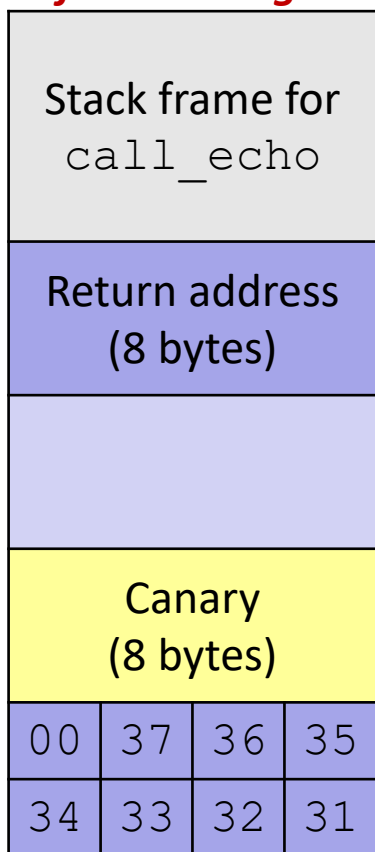 Stack frame for
call_echo
Return address
(8 bytes)
Canary
(8 bytes)
00 37 36 35
34 33 32 31